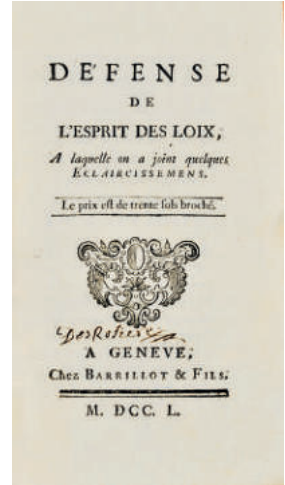 DÉFENSE
DE
L'ESPRIT DES LOIX,
A laquelle on a joint quelques
ECLAIRCISSEMENS.
Le prix est de trente sols broché.
A GENEVE,
Chez BARRILLOT & FILS.
M. DCC. L.